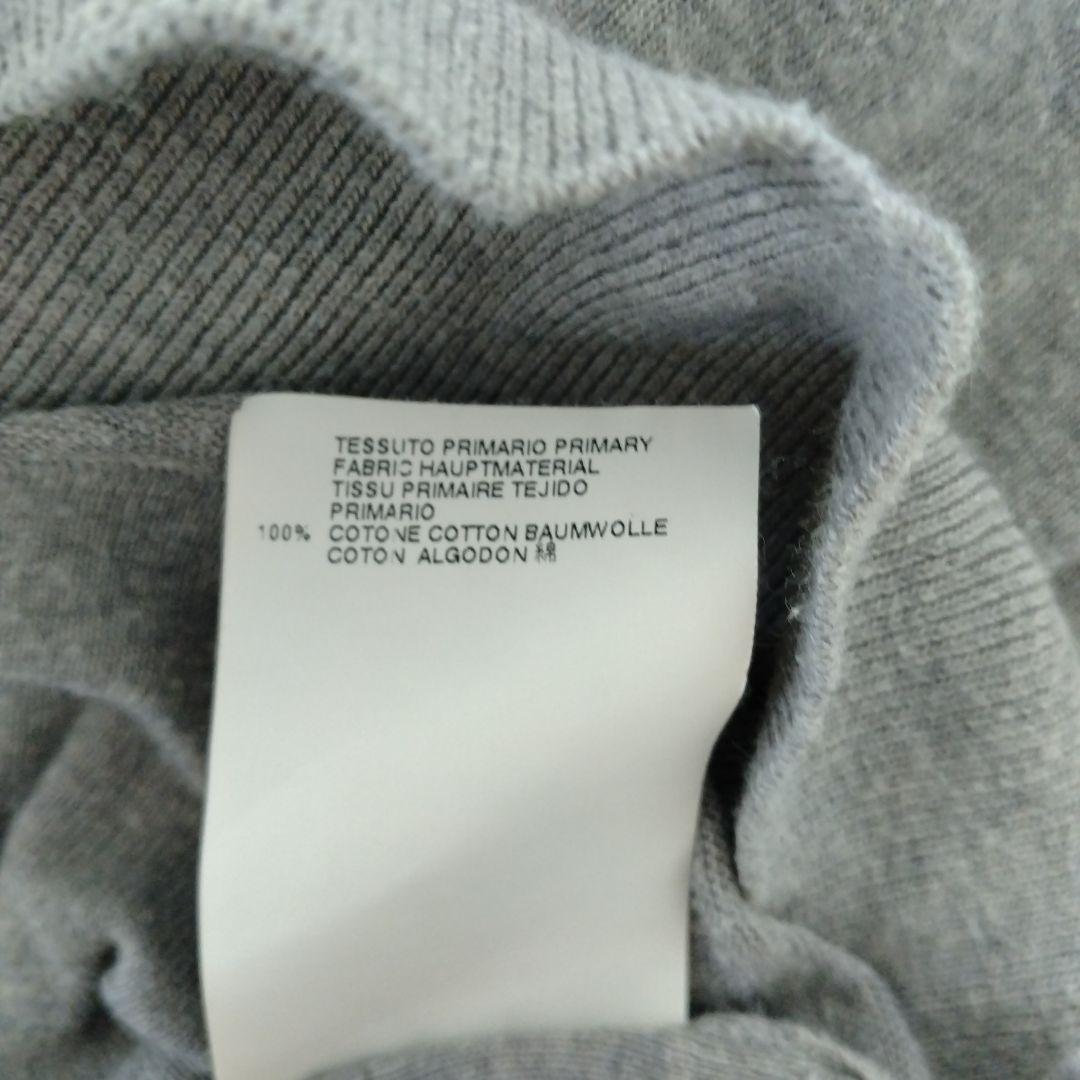 TESSUTO PRIMARIO PRIMARY
FABRIC HAUPTMATERIAL
TISSU PRIMAIRE TEJIDO
PRIMARIO
100% COTONE COTTON BAUMWOLLE
COTON ALGODON 綿